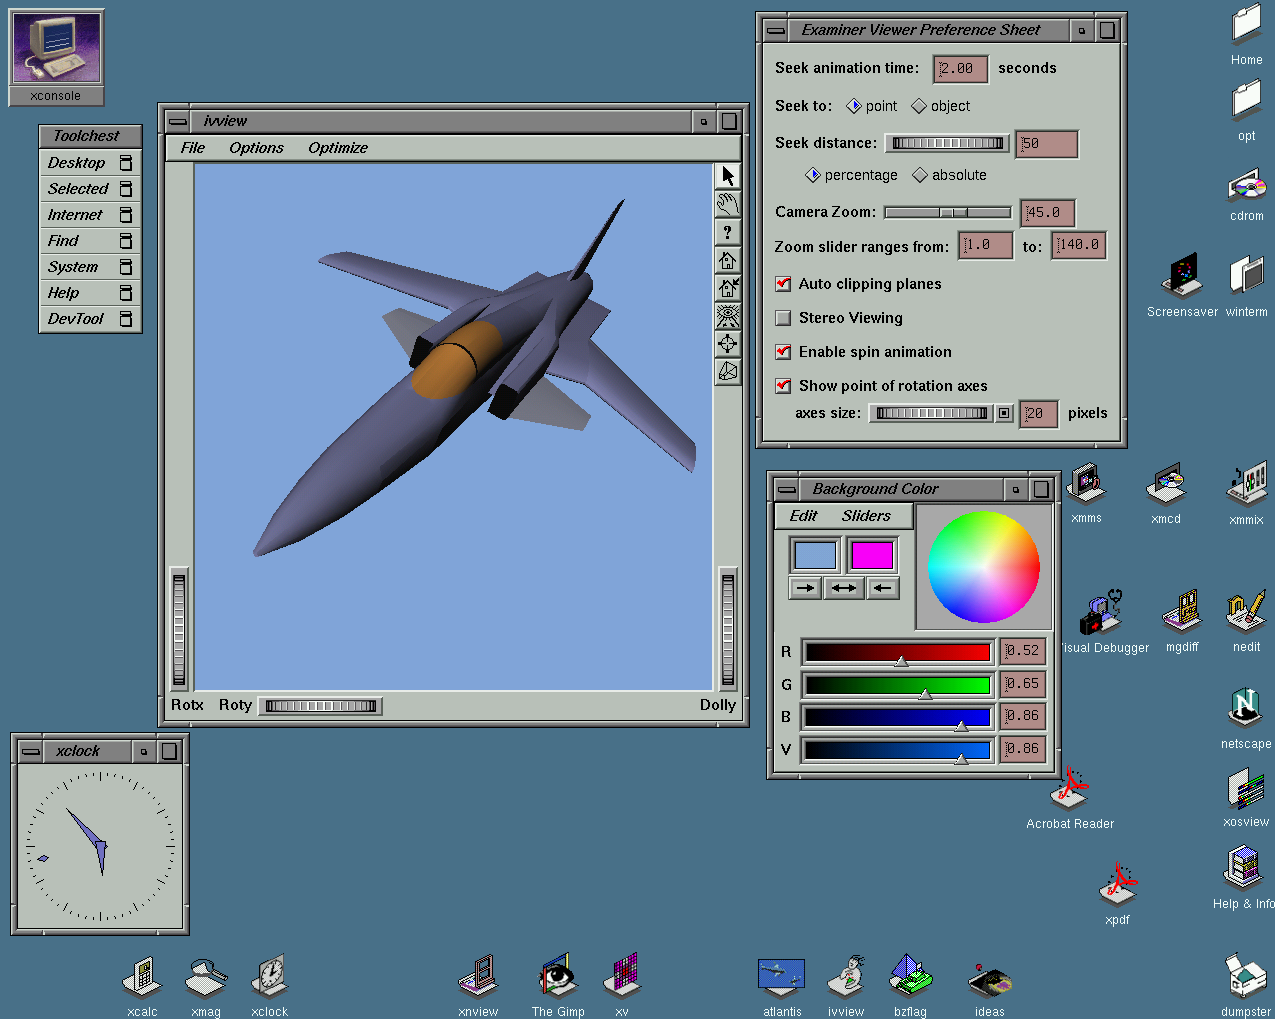 xconsole
Toolchest
Desktop
Selected
Internet
Find
System
Help
DevTool
ivview
File Options Optimize
?
Rotx Roty Dolly
xclock
Examiner Viewer Preference Sheet
Seek animation time: 2.00 seconds
Seek to: point object
Seek distance: 50
percentage absolute
Camera Zoom: 45.0
Zoom slider ranges from: 1.0 to: 140.0
Auto clipping planes
Stereo Viewing
Enable spin animation
Show point of rotation axes
axes size: 20 pixels
Background Color
Edit Sliders
R 0.52
G 0.65
B 0.86
V 0.86
Home
opt
cdrom
Screensaver winterm
xmms xmcd xmmix
isual Debugger mgdiff nedit
netscape
Acrobat Reader xosview
xpdf Help & Info
xcalc xmag xclock xnview The Gimp xv atlantis ivview bzflag ideas dumpster